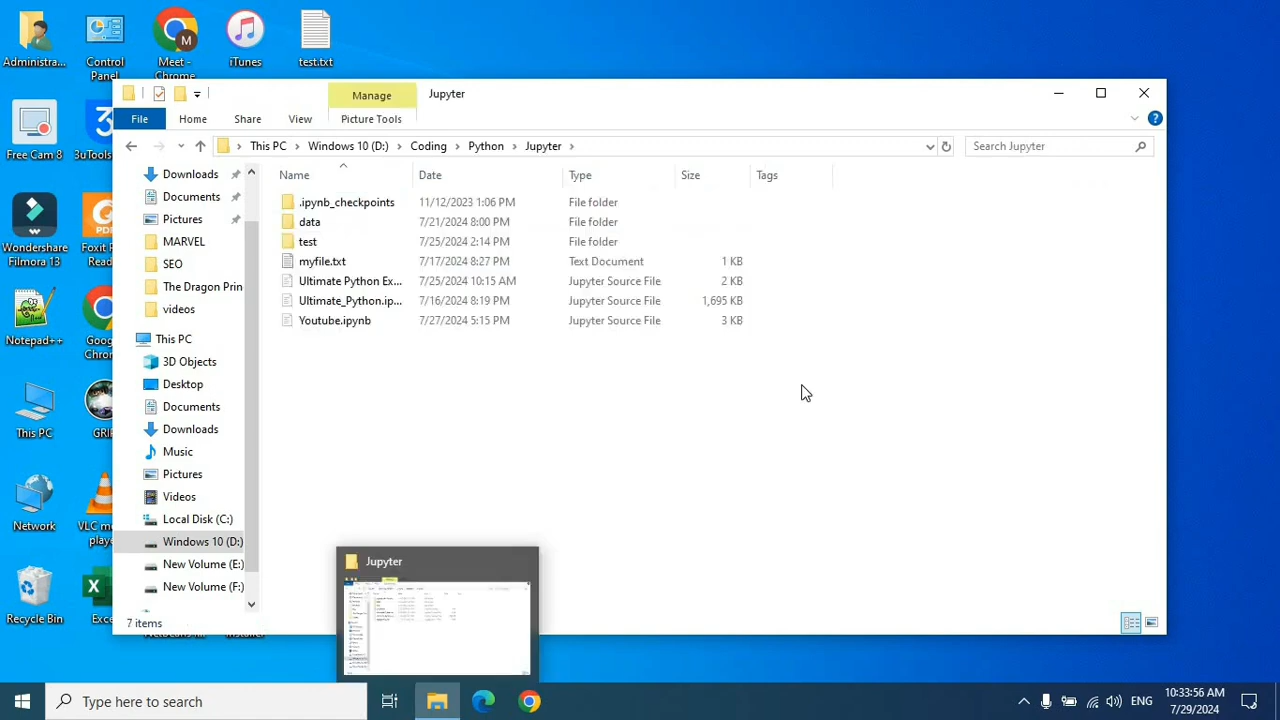 Administra...
Control
Panel
Meet -
Chrome
iTunes
test.txt
M
Manage
Jupyter
File
Home
Share
View
Picture Tools
This PC
Windows 10 (D:)
Coding
Python
Jupyter
Search Jupyter
Free Cam 8
3uTools
Wondershare
Filmora 13
Foxit
Read
Notepad++
Goog
Chro
This PC
GRI
Network
VLC m
playe
Recycle Bin
Downloads
Documents
Pictures
MARVEL
SEO
The Dragon Prin
videos
This PC
3D Objects
Desktop
Documents
Downloads
Music
Pictures
Videos
Local Disk (C:)
Windows 10 (D:)
New Volume (E:)
New Volume (F:)
Name
Date
Type
Size
Tags
.ipynb_checkpoints
11/12/2023 1:06 PM
File folder
data
7/21/2024 8:00 PM
File folder
test
7/25/2024 2:14 PM
File folder
myfile.txt
7/17/2024 8:27 PM
Text Document
1 KB
Ultimate Python Ex...
7/25/2024 10:15 AM
Jupyter Source File
2 KB
Ultimate_Python.ip...
7/16/2024 8:19 PM
Jupyter Source File
1,695 KB
Youtube.ipynb
7/27/2024 5:15 PM
Jupyter Source File
3 KB
7 items
Jupyter
Type here to search
ENG
10:33:56 AM
7/29/2024